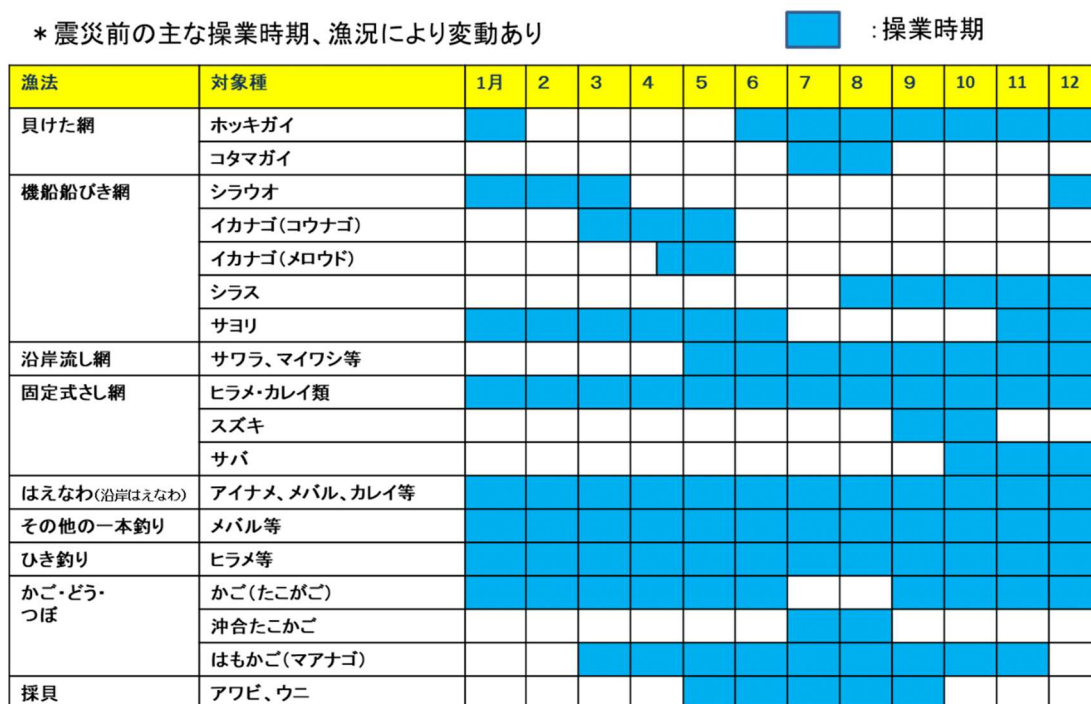 *震災前の主な操業時期、漁況により変動あり
:操業時期
漁法 対象種 1月 2 3 4 5 6 7 8 9 10 11 12
貝けた網 ホッキガイ
コタマガイ
機船船びき網 シラウオ
イカナゴ(コウナゴ)
イカナゴ(メロウド)
シラス
サヨリ
沿岸流し網 サワラ、マイワシ等
固定式さし網 ヒラメ・カレイ類
スズキ
サバ
はえなわ(沿岸はえなわ) アイナメ、メバル、カレイ等
その他の一本釣り メバル等
ひき釣り ヒラメ等
かご・どう・ かご(たこがご)
つぼ
沖合たこかご
はもかご(マアナゴ)
採貝 アワビ、ウニ